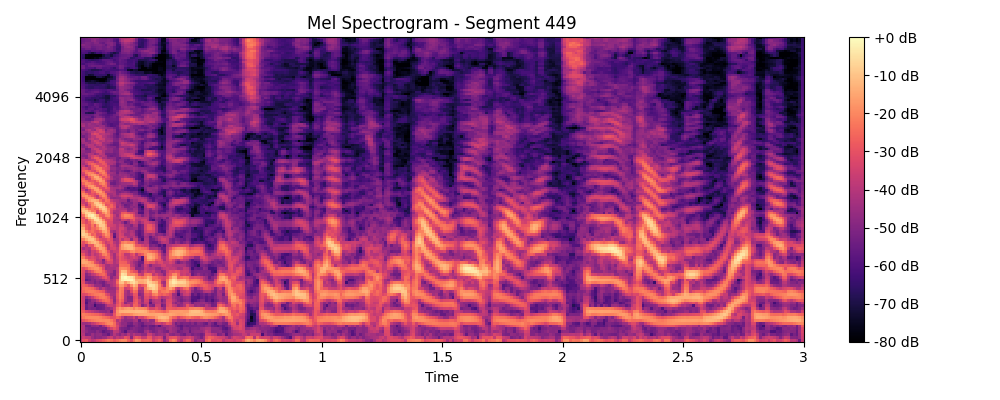 Mel Spectrogram - Segment 449
Frequency
4096
2048
1024
512
0
0
0.5
1
1.5
2
2.5
3
Time
+0 dB
-10 dB
-20 dB
-30 dB
-40 dB
-50 dB
-60 dB
-70 dB
-80 dB